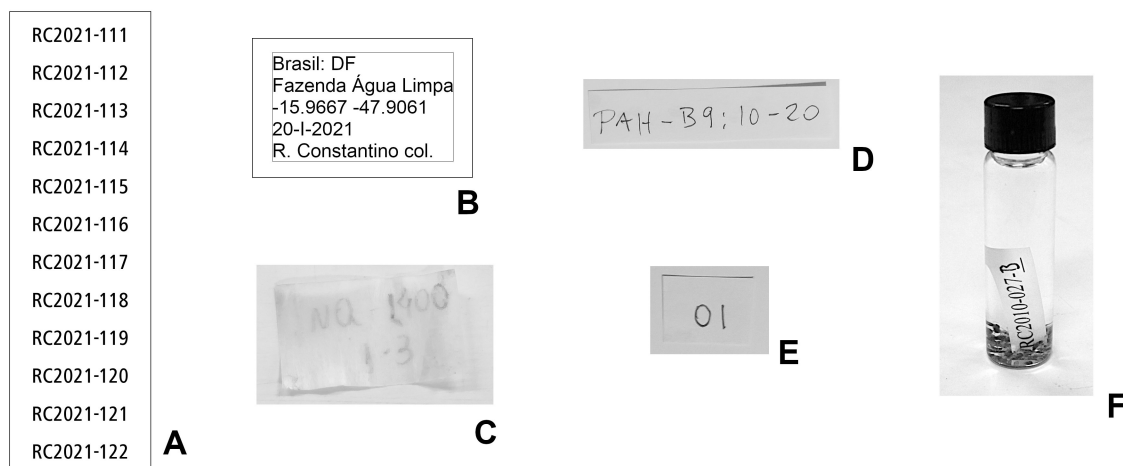 RC2021-111
RC2021-112
RC2021-113
RC2021-114
RC2021-115
RC2021-116
RC2021-117
RC2021-118
RC2021-119
RC2021-120
RC2021-121
RC2021-122
A
Brasil: DF
Fazenda Água Limpa
-15.9667 -47.9061
20-I-2021
R. Constantino col.
B
NQ 1400
1-3
C
PAH-B9: 10-20
D
01
E
RC2010-027-B
F